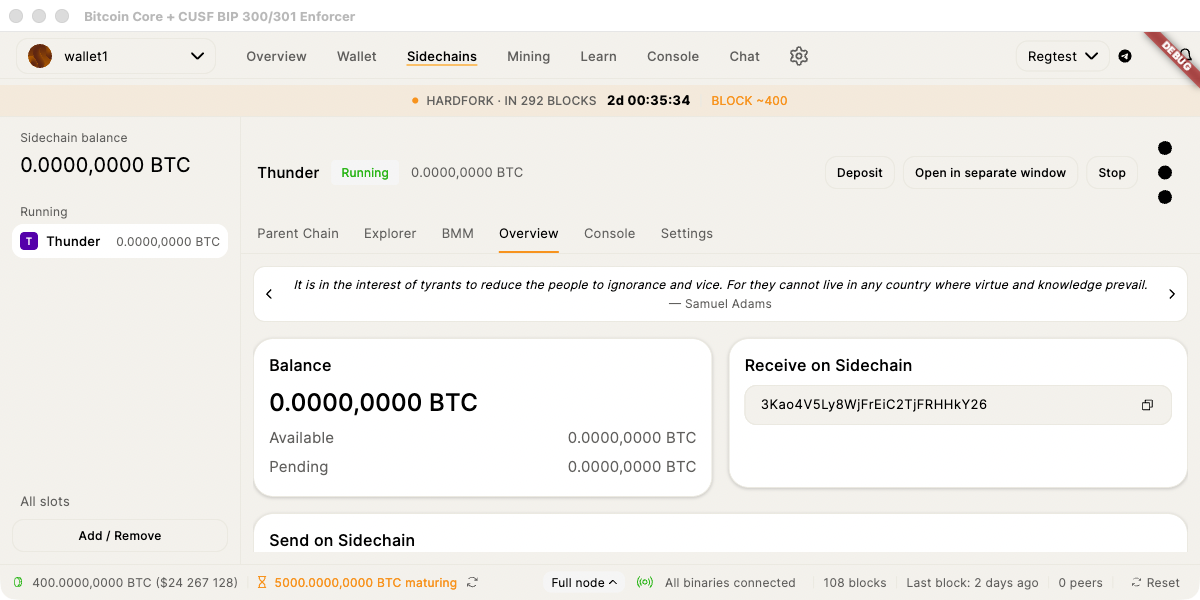 Bitcoin Core + CUSF BIP 300/301 Enforcer
wallet1
Overview
Wallet
Sidechains
Mining
Learn
Console
Chat
Regtest
DEBUG
HARDFORK · IN 292 BLOCKS 2d 00:35:34 BLOCK ~400
Sidechain balance
0.0000,0000 BTC
Running
T Thunder 0.0000,0000 BTC
All slots
Add / Remove
Thunder Running 0.0000,0000 BTC
Deposit
Open in separate window
Stop
Parent Chain
Explorer
BMM
Overview
Console
Settings
It is in the interest of tyrants to reduce the people to ignorance and vice. For they cannot live in any country where virtue and knowledge prevail.
— Samuel Adams
Balance
0.0000,0000 BTC
Available 0.0000,0000 BTC
Pending 0.0000,0000 BTC
Receive on Sidechain
3Kao4V5Ly8WjFrEiC2TjFRHHkY26
Send on Sidechain
400.0000,0000 BTC ($24 267 128)
5000.0000,0000 BTC maturing
Full node
All binaries connected
108 blocks
Last block: 2 days ago
0 peers
Reset